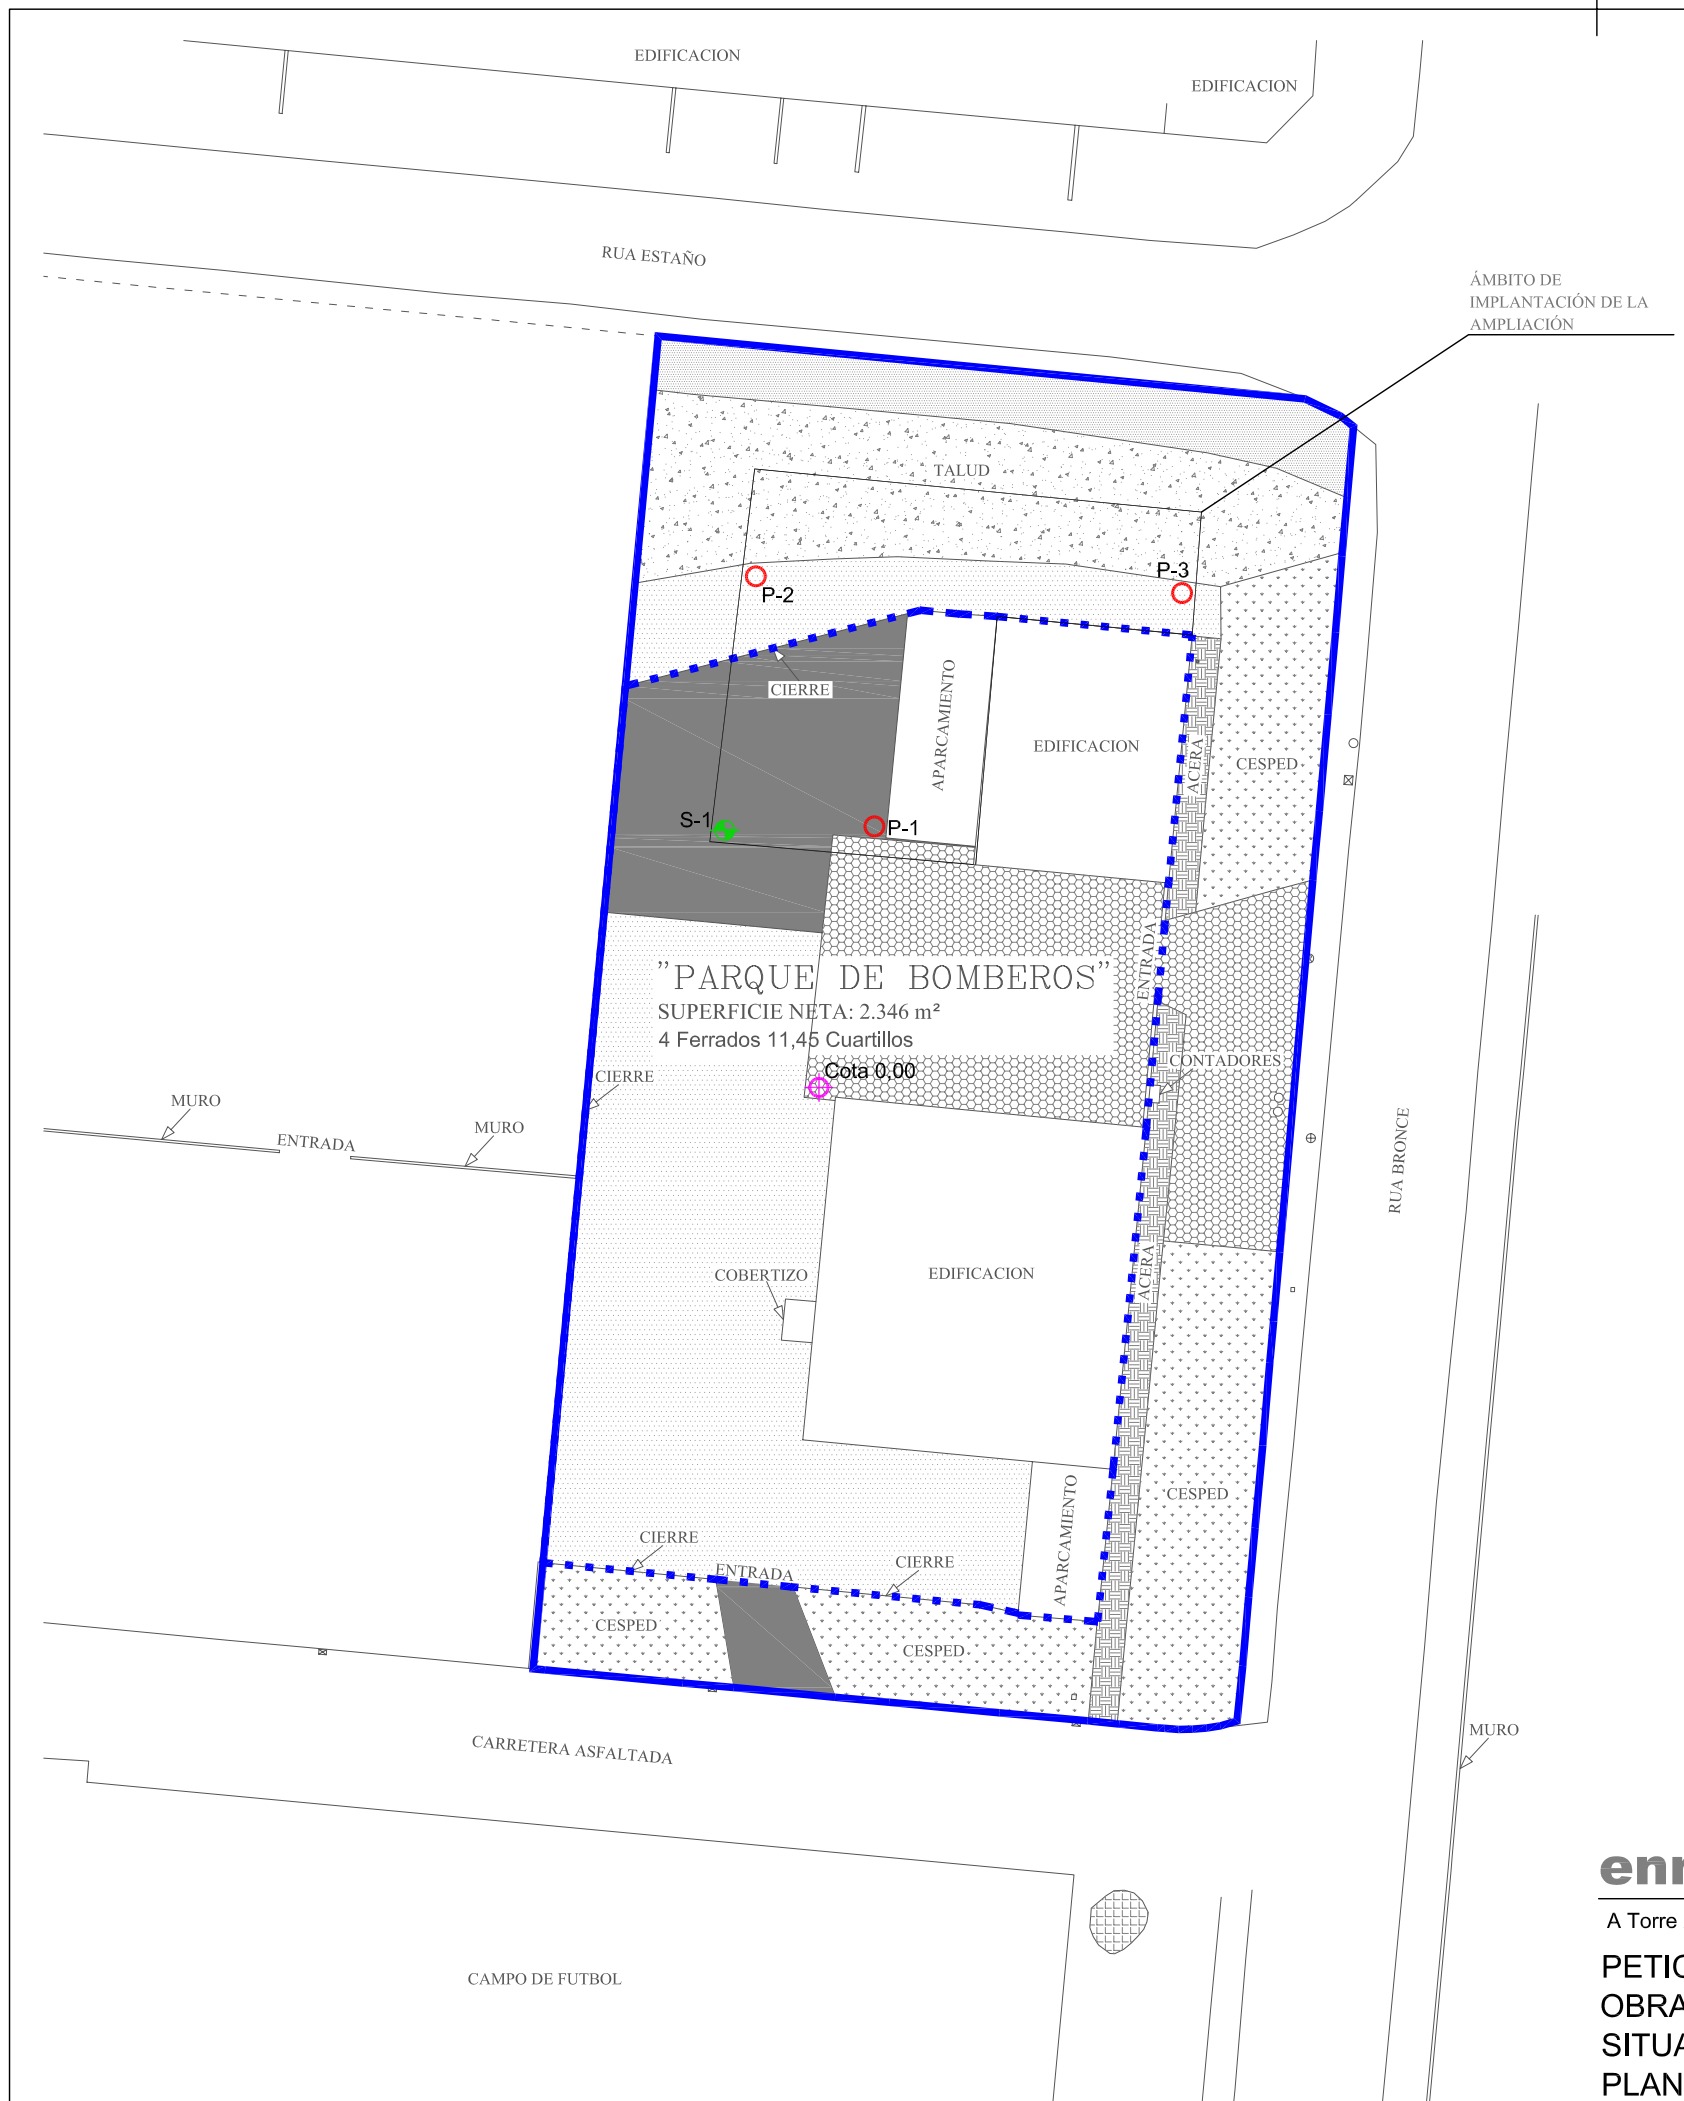 EDIFICACION
EDIFICACION
RUA ESTAÑO
ÁMBITO DE
IMPLANTACIÓN DE LA
AMPLIACIÓN
TALUD
P-2
P-3
CIERRE
APARCAMIENTO
EDIFICACION
ACERA
CESPED
S-1
P-1
ENTRADA
"PARQUE DE BOMBEROS"
SUPERFICIE NETA: 2.346 m²
4 Ferrados 11,45 Cuartillos
Cota 0,00
CONTADORES
CIERRE
MURO
ENTRADA
MURO
RUA BRONCE
COBERTIZO
EDIFICACION
ACERA
CESPED
APARCAMIENTO
CIERRE
ENTRADA
CIERRE
CESPED
CESPED
CARRETERA ASFALTADA
MURO
CAMPO DE FUTBOL
A Torre